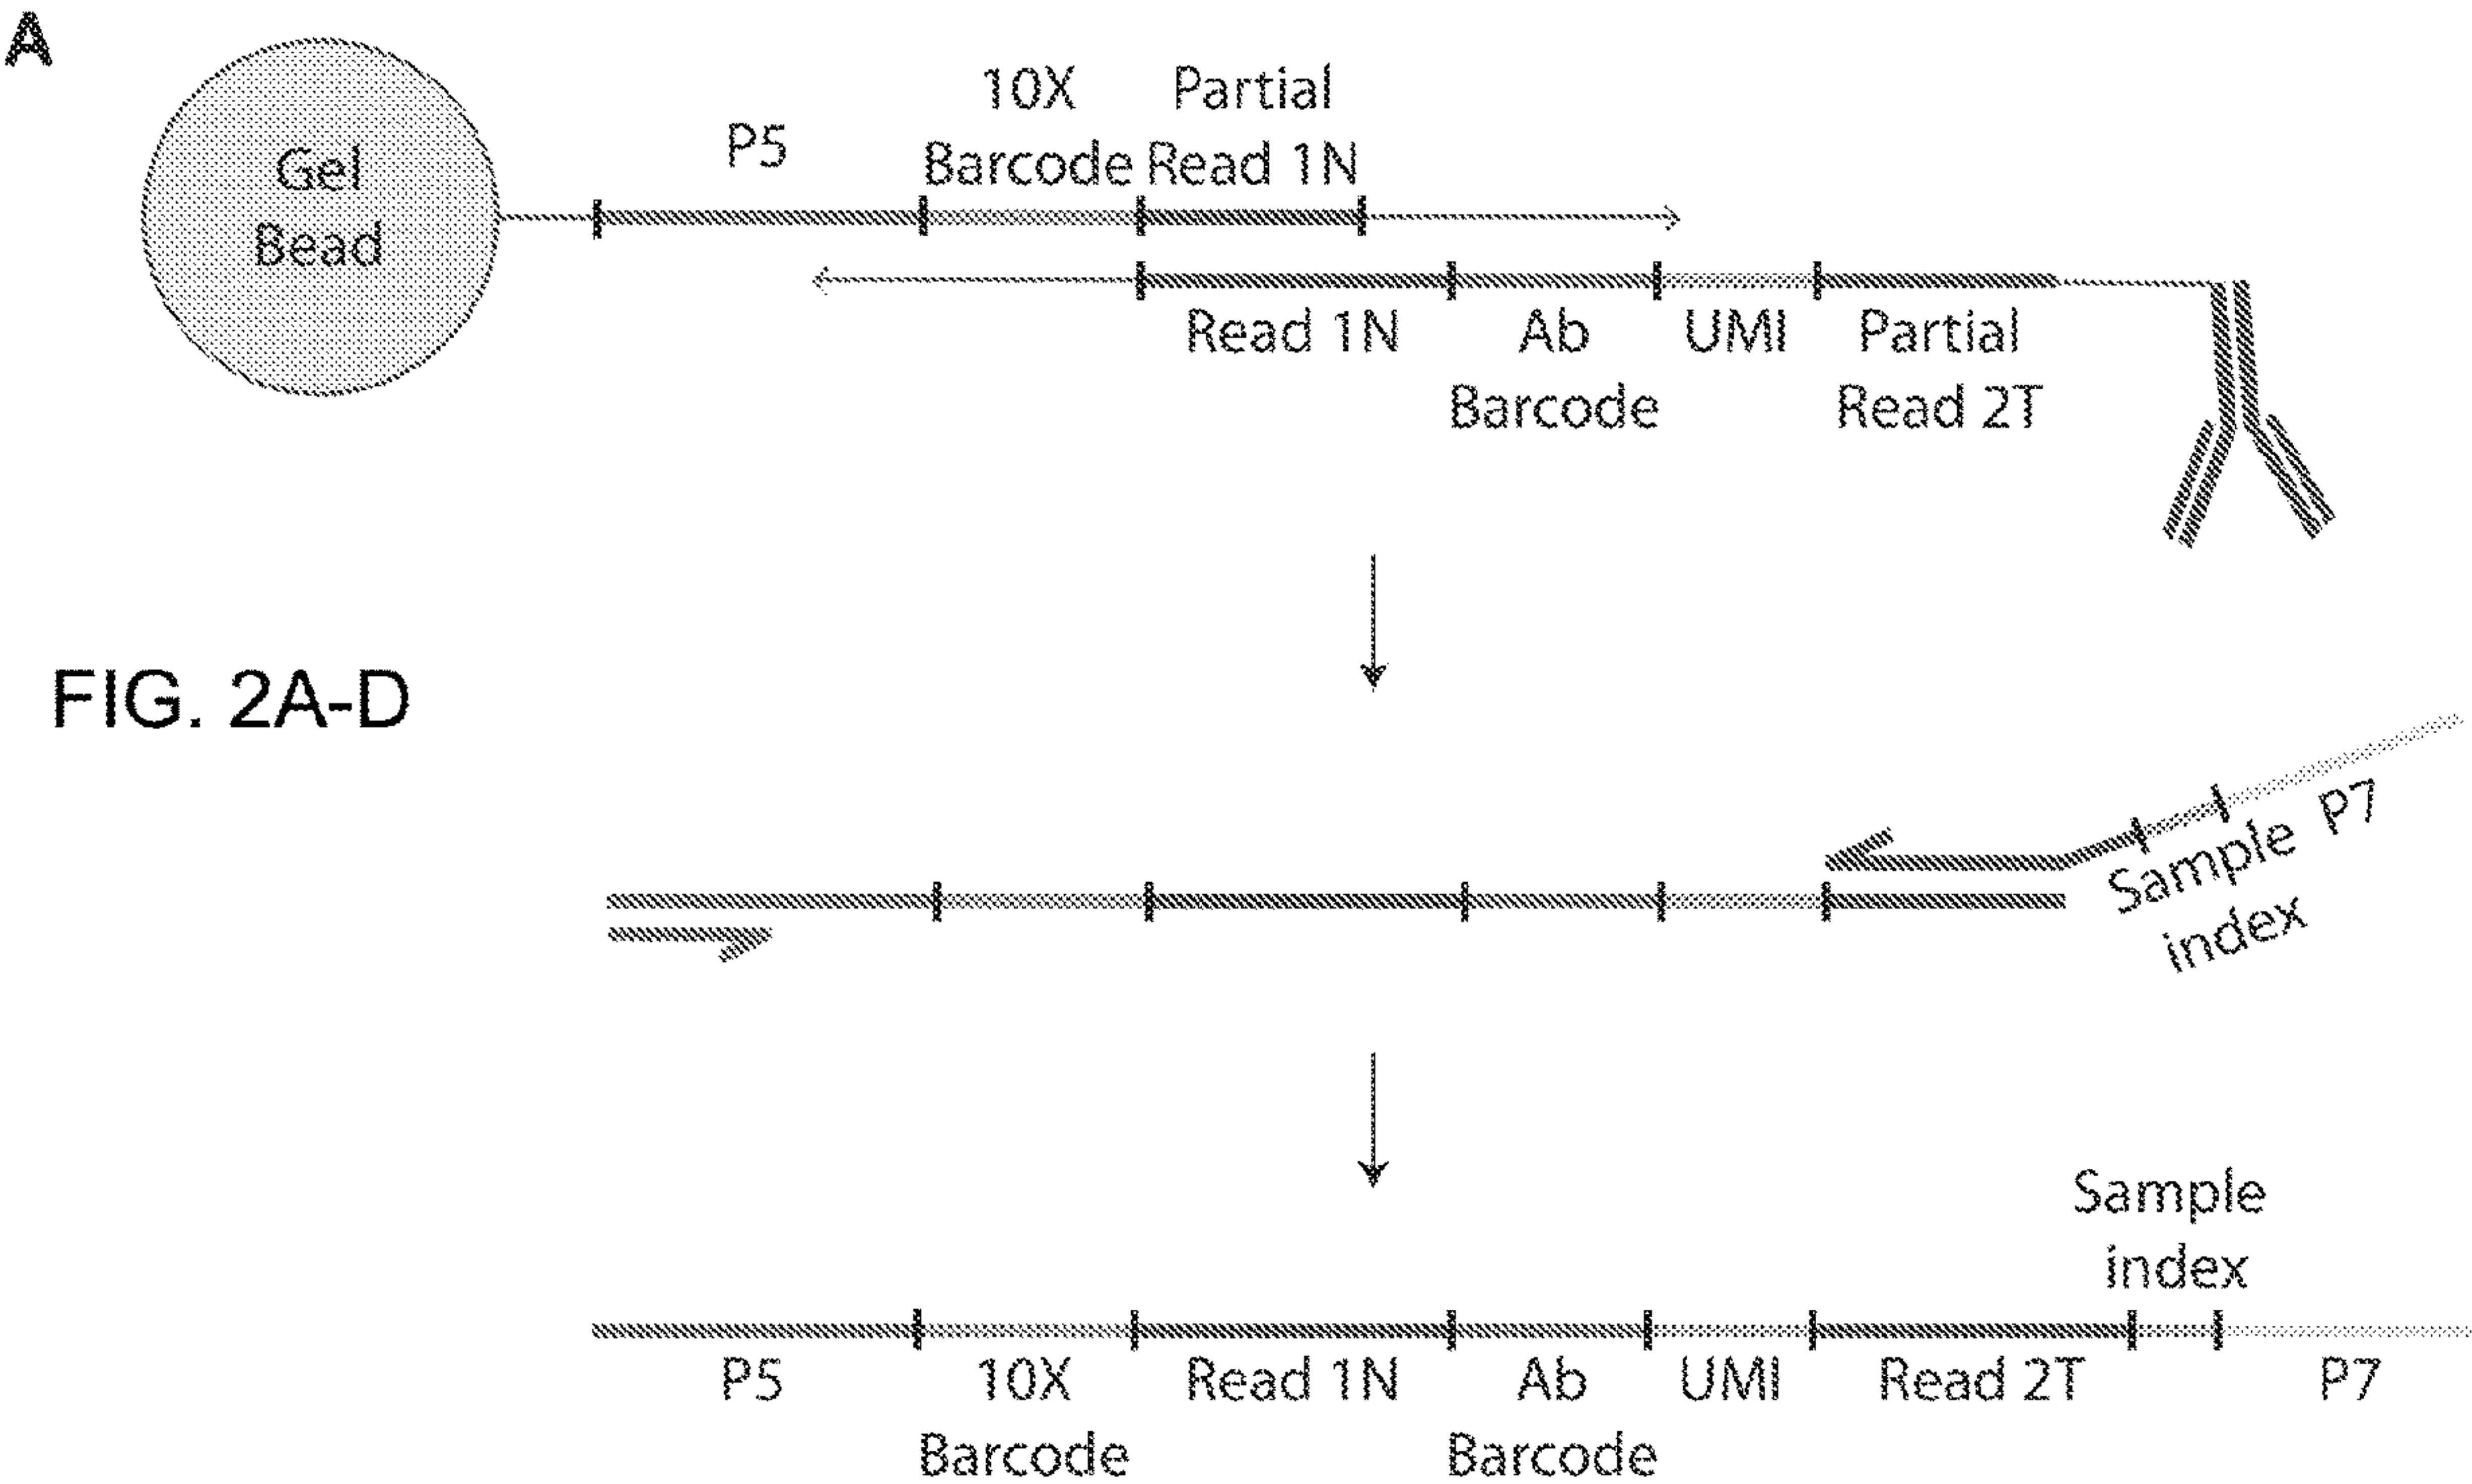 A
Gel
Bead
P5
10X
Barcode
Partial
Read 1N
Read 1N
Ab
Barcode
UMI
Partial
Read 2T
FIG. 2A-D
Sample
index
P7
Sample
index
P5
10X
Barcode
Read 1N
Ab
Barcode
UMI
Read 2T
P7